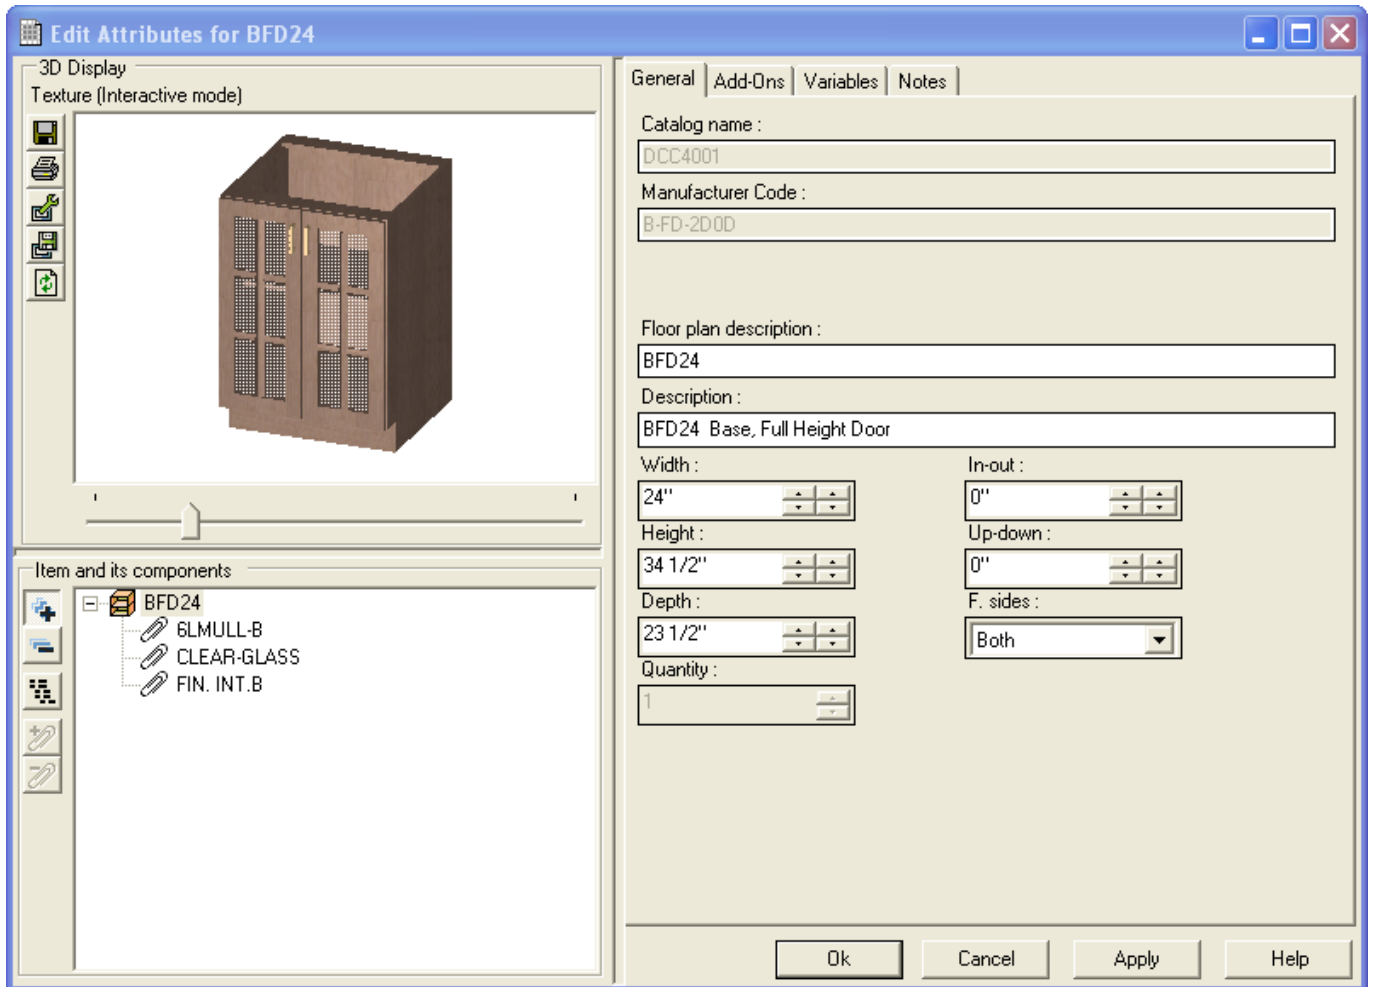 Edit Attributes for BFD24
3D Display
Texture (Interactive mode)
Item and its components
BFD24
6LMULL-B
CLEAR-GLASS
FIN. INT.B
General Add-Ons Variables Notes
Catalog name :
DCC4001
Manufacturer Code :
B-FD-2D0D
Floor plan description :
BFD24
Description :
BFD24  Base, Full Height Door
Width : In-out :
24" 0"
Height : Up-down :
34 1/2" 0"
Depth : F. sides :
23 1/2" Both
Quantity :
1
Ok Cancel Apply Help